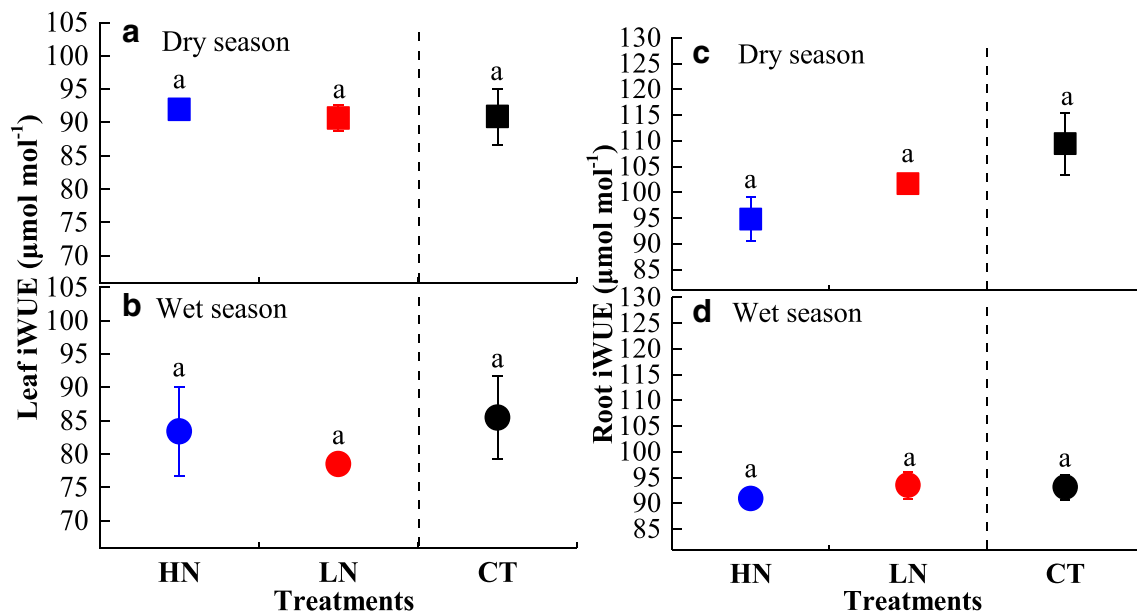 Leaf iWUE (µmol mol⁻¹)
a Dry season
105
100
95
90
85
80
75
70
a a a
b Wet season
105
100
95
90
85
80
75
70
a a a
HN LN CT
Treatments
Root iWUE (µmol mol⁻¹)
c Dry season
130
125
120
115
110
105
100
95
90
85
a a a
d Wet season
130
125
120
115
110
105
100
95
90
85
a a a
HN LN CT
Treatments